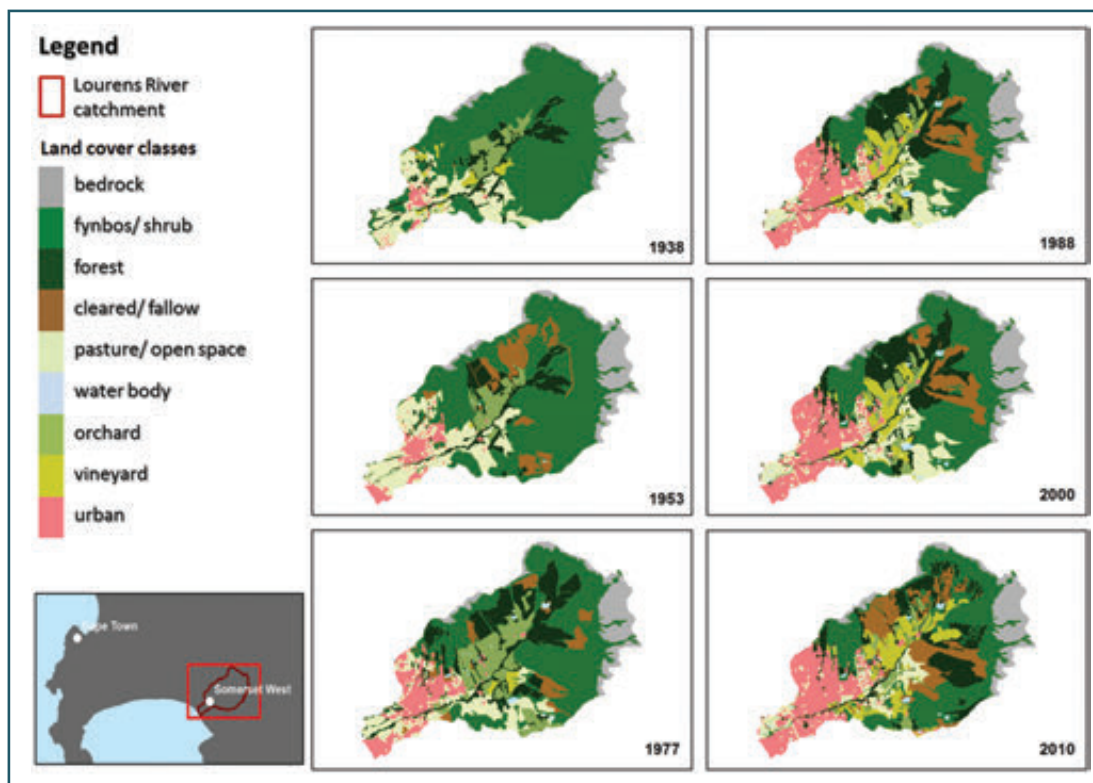 Legend
Lourens River
catchment
Land cover classes
bedrock
fynbos/ shrub
forest
cleared/ fallow
pasture/ open space
water body
orchard
vineyard
urban
Cape Town
Somerset West
1938
1988
1953
2000
1977
2010